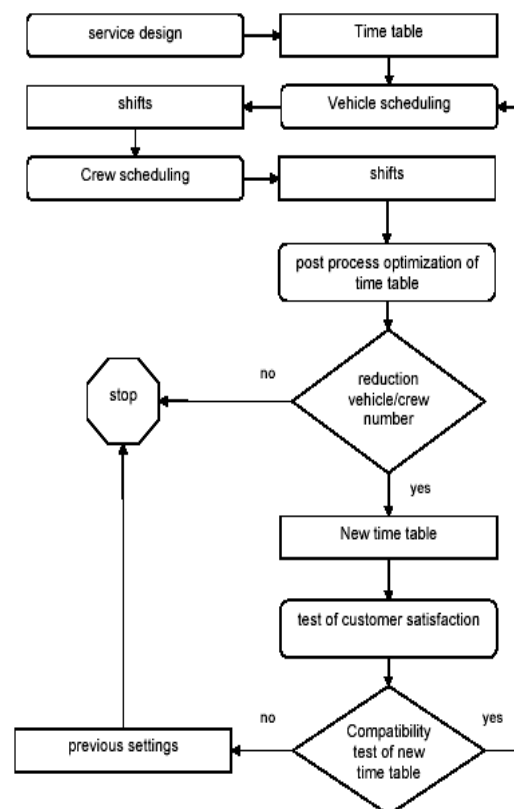 service design
Time table
shifts
Vehicle scheduling
Crew scheduling
shifts
post process optimization of
time table
no
reduction
vehicle/crew
number
stop
yes
New time table
test of customer satisfaction
no
Compatibility
test of new
time table
yes
previous settings